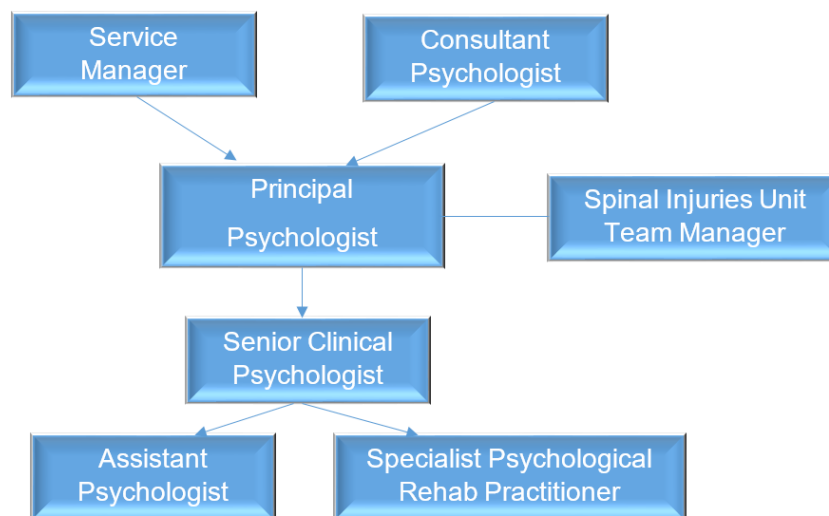 Service
Manager
Consultant
Psychologist
Principal
Psychologist
Spinal Injuries Unit
Team Manager
Senior Clinical
Psychologist
Assistant
Psychologist
Specialist Psychological
Rehab Practitioner